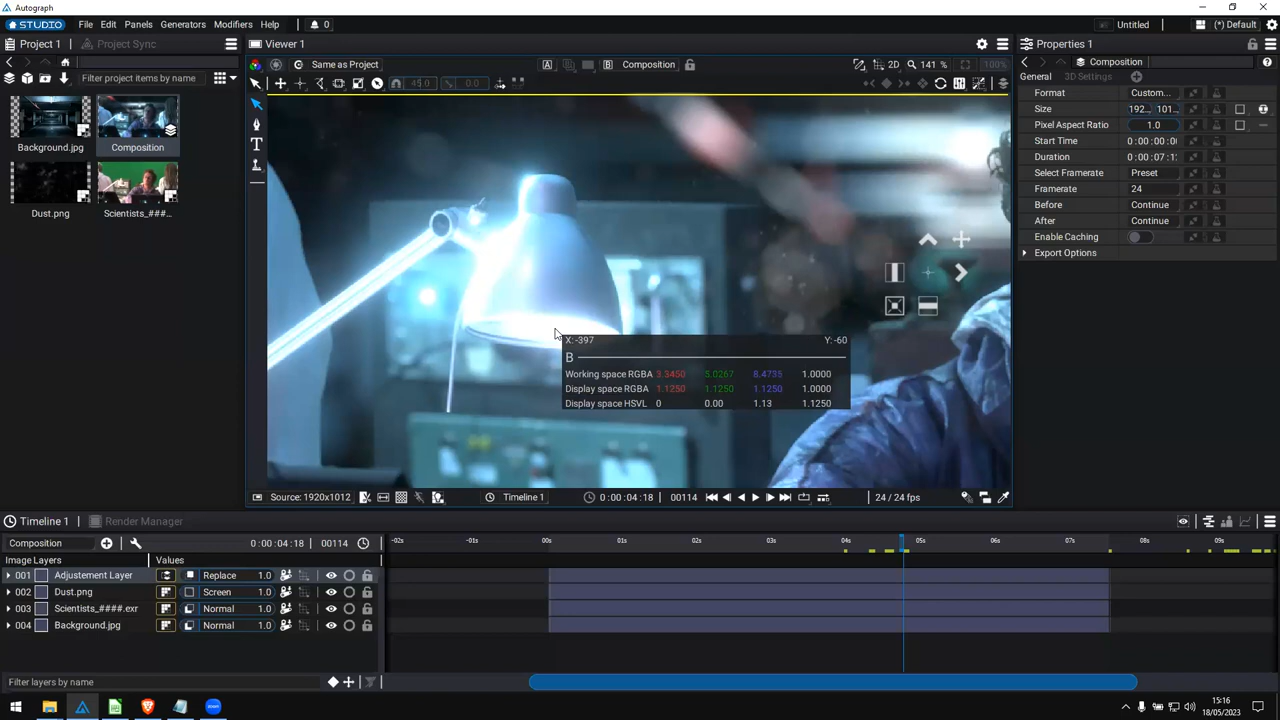 Autograph
STUDIO File Edit Panels Generators Modifiers Help 0 Untitled (*) Default
Project 1 Project Sync
Filter project items by name
Background.jpg Composition
Dust.png Scientists_###...
Viewer 1
Same as Project A B Composition 2D 141 % 100%
45.0 0.0
X:-397 Y:-60
B
Working space RGBA 3.3450 5.0267 8.4735 1.0000
Display space RGBA 1.1250 1.1250 1.1250 1.0000
Display space HSVL 0 0.00 1.13 1.1250
Source: 1920x1012 Timeline 1 0:00:04:18 00114 24 / 24 fps
Properties 1
Composition
General 3D Settings
Format Custom...
Size 192... 101...
Pixel Aspect Ratio 1.0
Start Time 0:00:00:0
Duration 0:00:07:1
Select Framerate Preset
Framerate 24
Before Continue
After Continue
Enable Caching
Export Options
Timeline 1 Render Manager
Composition 0:00:04:18 00114 -02s -01s 00s 01s 02s 03s 04s 05s 06s 07s 08s 09s
Image Layers Values
001 Adjustement Layer Replace 1.0
002 Dust.png Screen 1.0
003 Scientists_####.exr Normal 1.0
004 Background.jpg Normal 1.0
Filter layers by name
15:16
18/05/2023